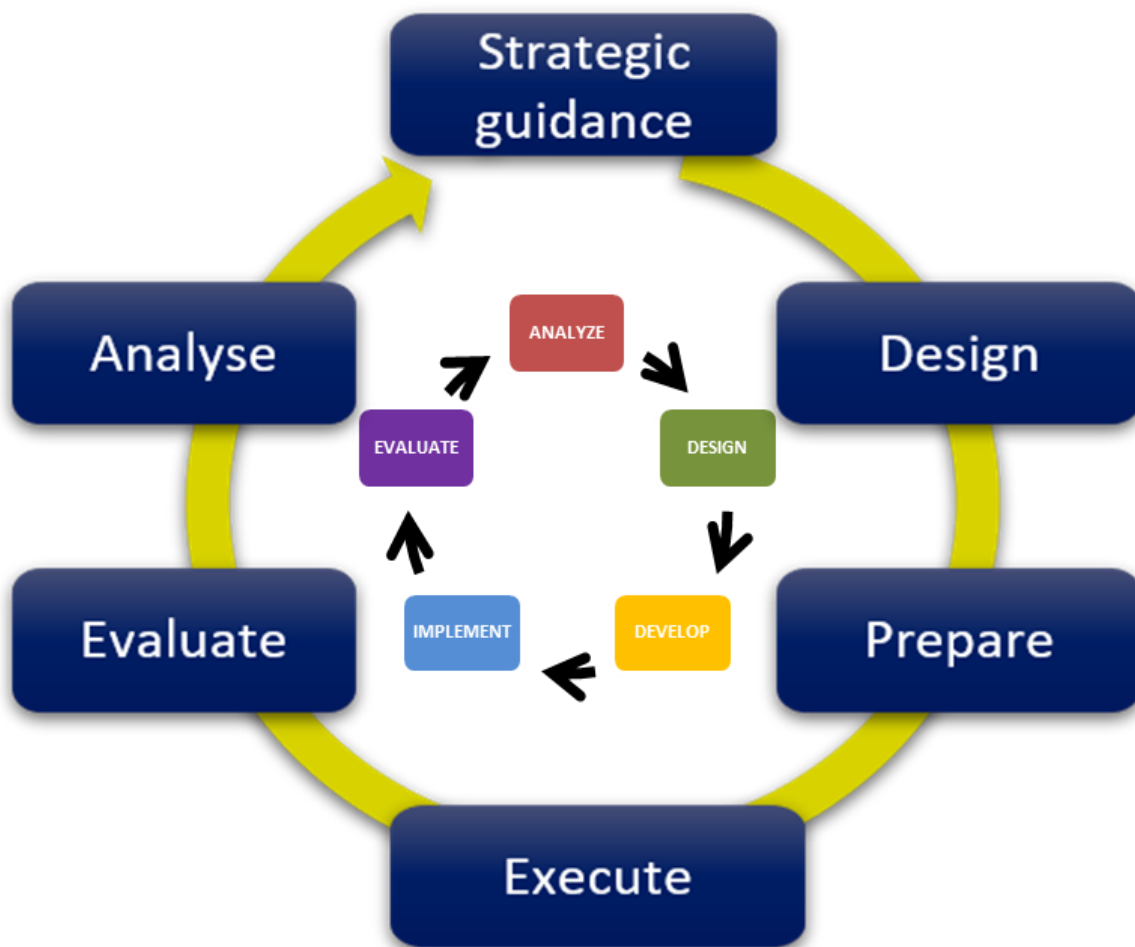 Strategic
guidance
Analyse
Design
ANALYZE
EVALUATE
DESIGN
IMPLEMENT
DEVELOP
Evaluate
Prepare
Execute